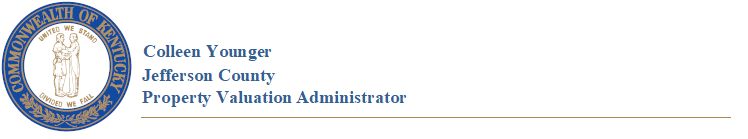 COMMONWEALTH OF KENTUCKY
UNITED WE STAND
DIVIDED WE FALL
Colleen Younger
Jefferson County
Property Valuation Administrator